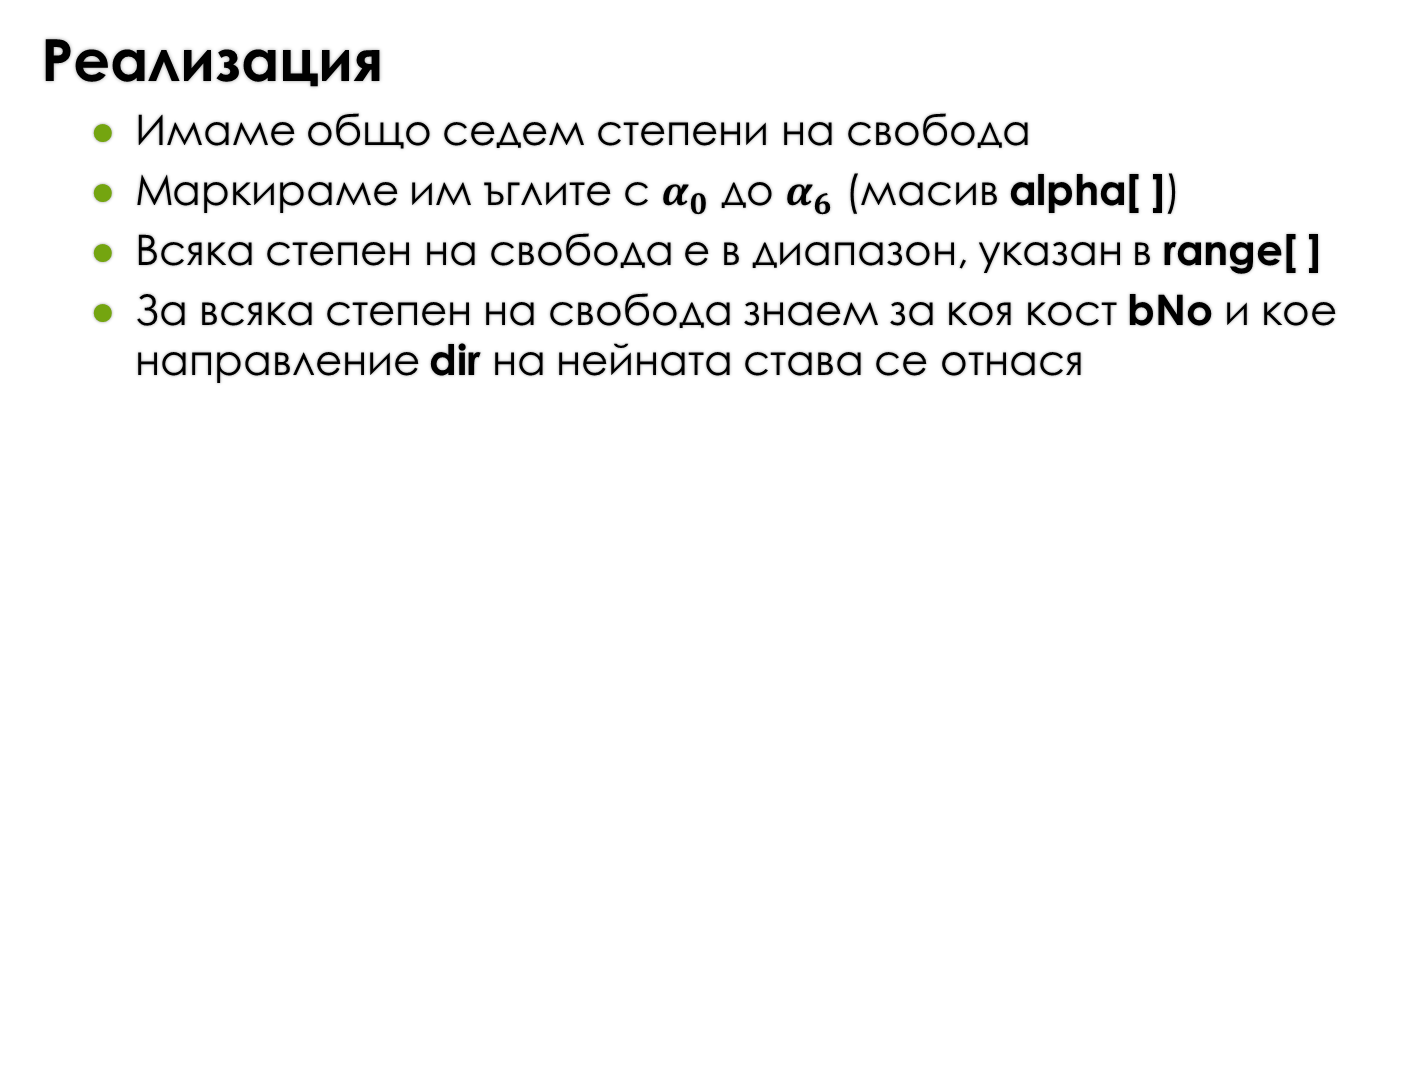 Реализация
● Имаме общо седем степени на свобода
● Маркираме им ъглите с α₀ до α₆ (масив alpha[ ])
● Всяка степен на свобода е в диапазон, указан в range[ ]
● За всяка степен на свобода знаем за коя кост bNo и кое
направление dir на нейната става се отнася